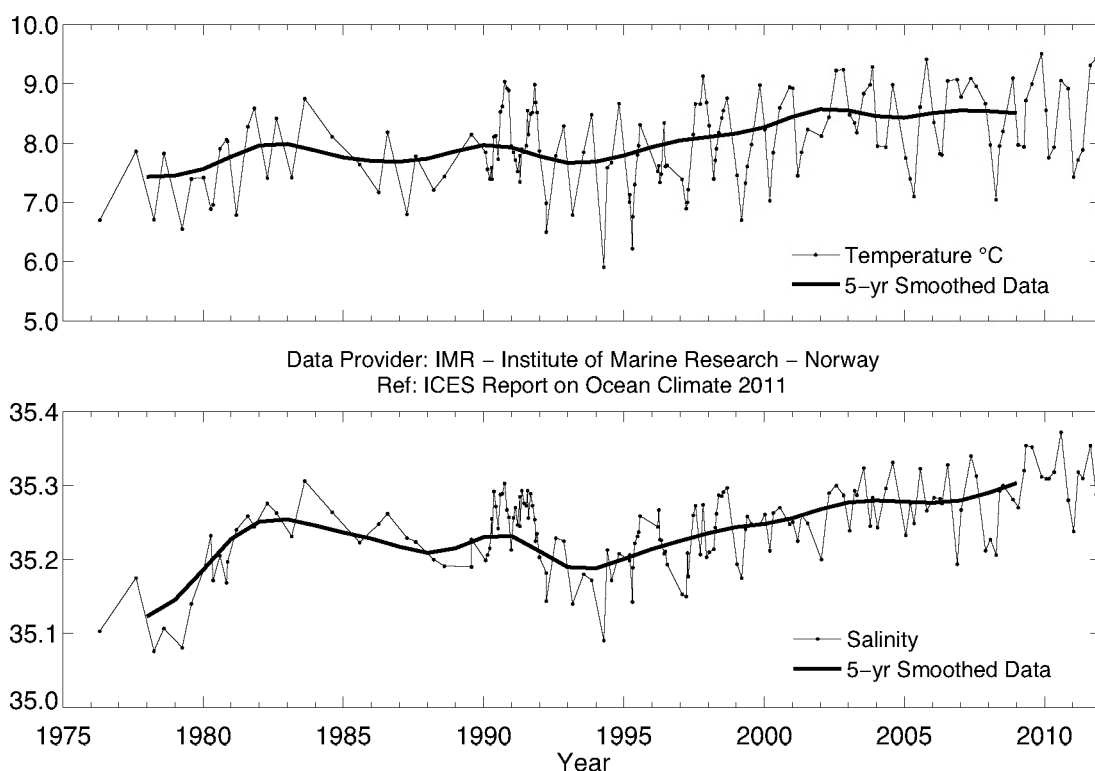 10.0
9.0
8.0
7.0
6.0
5.0
Temperature °C
5−yr Smoothed Data
Data Provider: IMR − Institute of Marine Research − Norway
Ref: ICES Report on Ocean Climate 2011
35.4
35.3
35.2
35.1
35.0
Salinity
5−yr Smoothed Data
1975 1980 1985 1990 1995 2000 2005 2010
Year